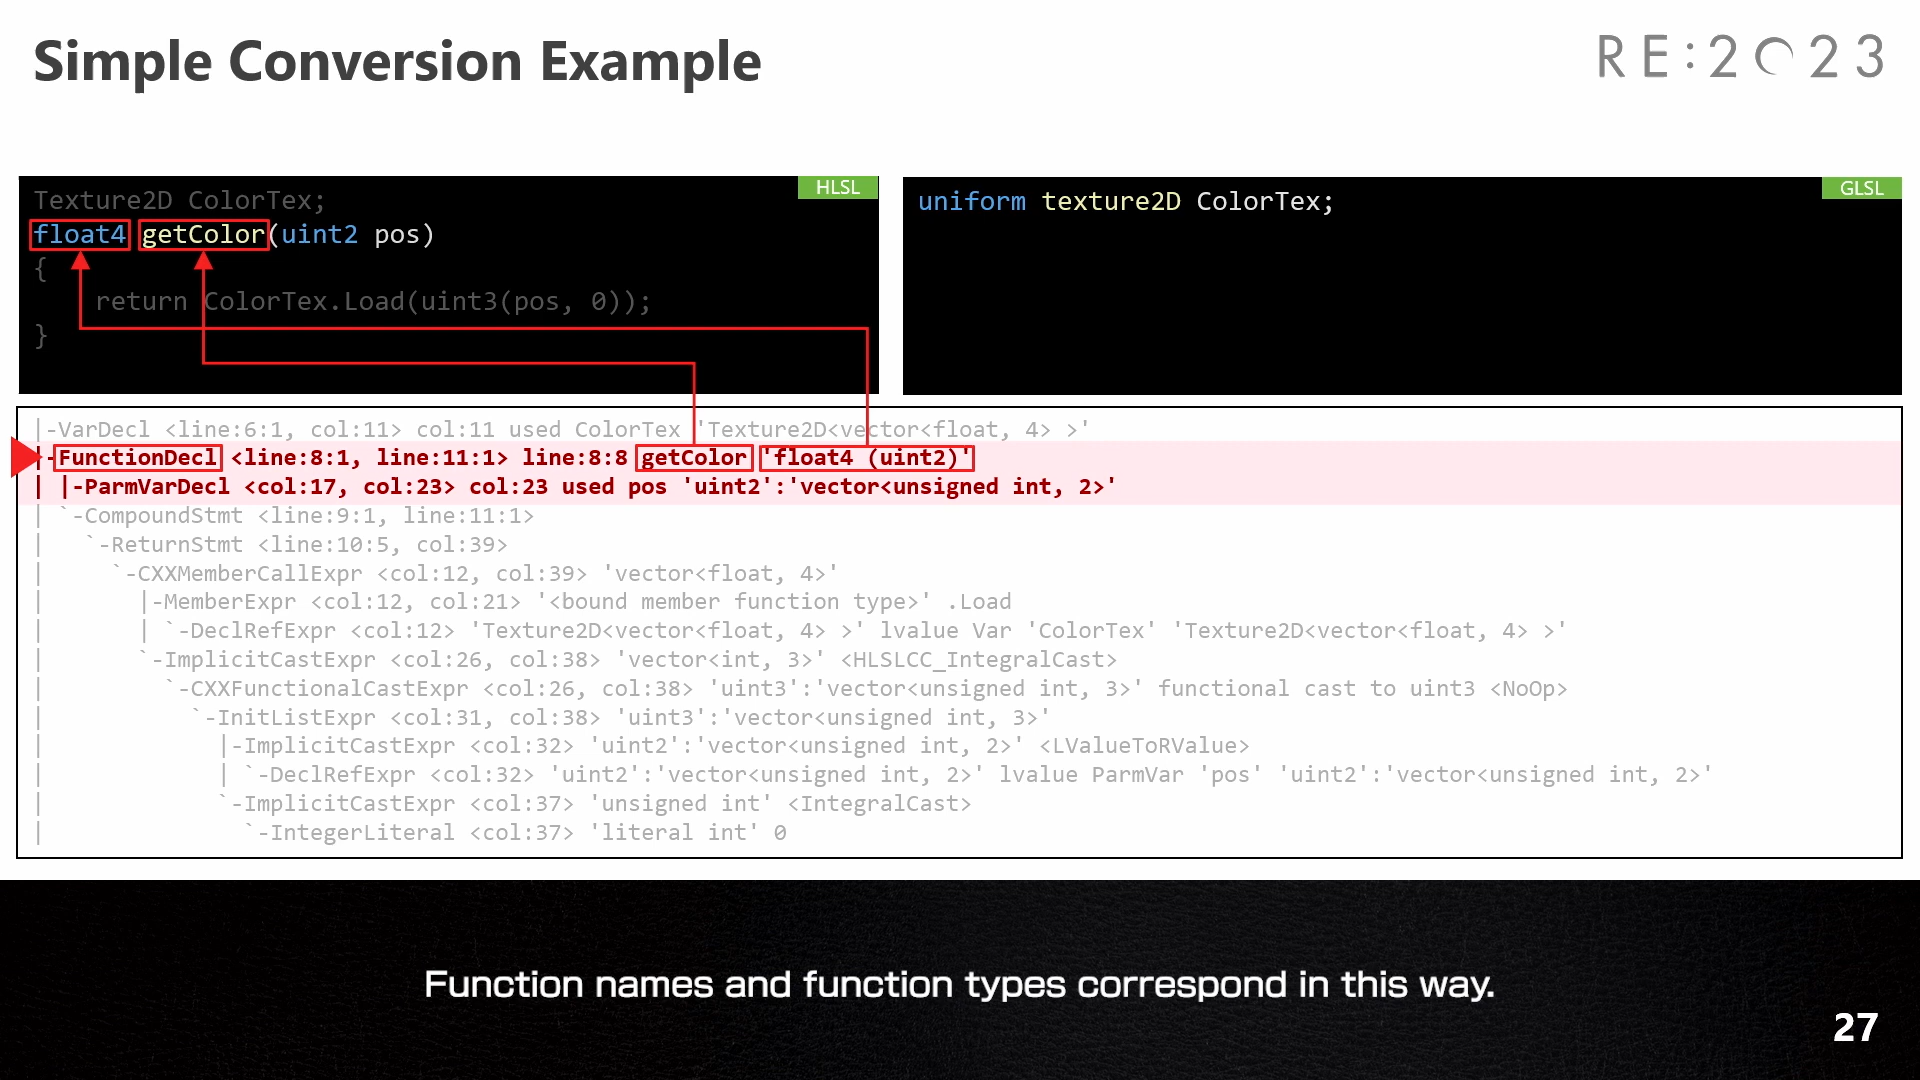 Simple Conversion Example
RE:2023
HLSL
Texture2D ColorTex;
float4 getColor(uint2 pos)
{
    return ColorTex.Load(uint3(pos, 0));
}
GLSL
uniform texture2D ColorTex;
|-VarDecl <line:6:1, col:11> col:11 used ColorTex 'Texture2D<vector<float, 4> >'
|-FunctionDecl <line:8:1, line:11:1> line:8:8 getColor 'float4 (uint2)'
| |-ParmVarDecl <col:17, col:23> col:23 used pos 'uint2':'vector<unsigned int, 2>'
| `-CompoundStmt <line:9:1, line:11:1>
|   `-ReturnStmt <line:10:5, col:39>
|     `-CXXMemberCallExpr <col:12, col:39> 'vector<float, 4>'
|       |-MemberExpr <col:12, col:21> '<bound member function type>' .Load
|       | `-DeclRefExpr <col:12> 'Texture2D<vector<float, 4> >' lvalue Var 'ColorTex' 'Texture2D<vector<float, 4> >'
|       `-ImplicitCastExpr <col:26, col:38> 'vector<int, 3>' <HLSLCC_IntegralCast>
|         `-CXXFunctionalCastExpr <col:26, col:38> 'uint3':'vector<unsigned int, 3>' functional cast to uint3 <NoOp>
|           `-InitListExpr <col:31, col:38> 'uint3':'vector<unsigned int, 3>'
|             |-ImplicitCastExpr <col:32> 'uint2':'vector<unsigned int, 2>' <LValueToRValue>
|             | `-DeclRefExpr <col:32> 'uint2':'vector<unsigned int, 2>' lvalue ParmVar 'pos' 'uint2':'vector<unsigned int, 2>'
|             `-ImplicitCastExpr <col:37> 'unsigned int' <IntegralCast>
|               `-IntegerLiteral <col:37> 'literal int' 0
Function names and function types correspond in this way.
27